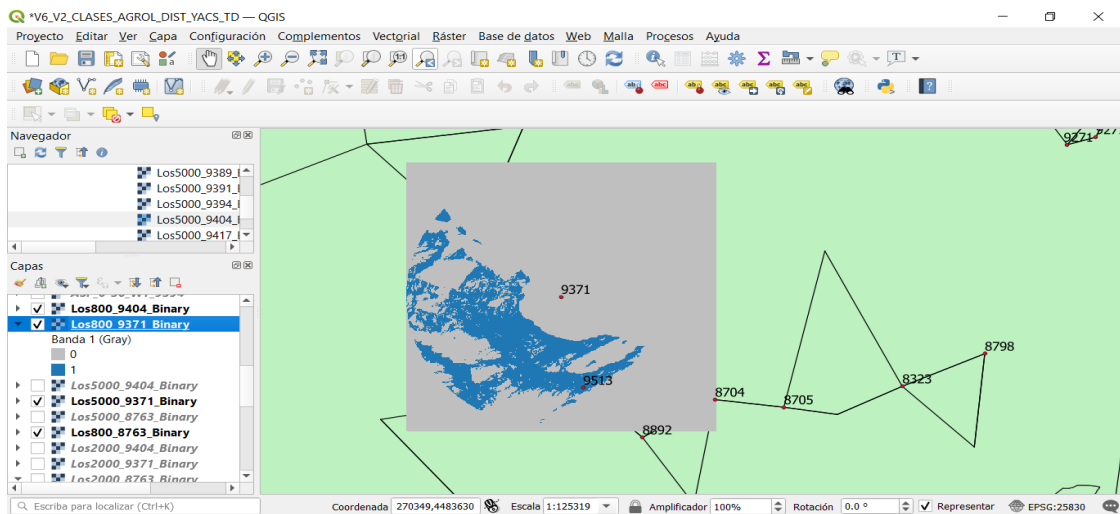 *V6_V2_CLASES_AGROL_DIST_YACS_TD — QGIS
Proyecto Editar Ver Capa Configuración Complementos Vectorial Ráster Base de datos Web Malla Procesos Ayuda
Navegador
Los5000_9389_
Los5000_9391_
Los5000_9394_
Los5000_9404_
Los5000_9417_
Capas
Los800_9404_Binary
Los800_9371_Binary
Banda 1 (Gray)
0
1
Los5000_9404_Binary
Los5000_9371_Binary
Los5000_8763_Binary
Los800_8763_Binary
Los2000_9404_Binary
Los2000_9371_Binary
Los2000_8763_Binary
9271
9371
9513
8704
8705
8323
8798
8892
Escriba para localizar (Ctrl+K)
Coordenada 270349,4483630 Escala 1:125319 Amplificador 100% Rotación 0.0 ° Representar EPSG:25830